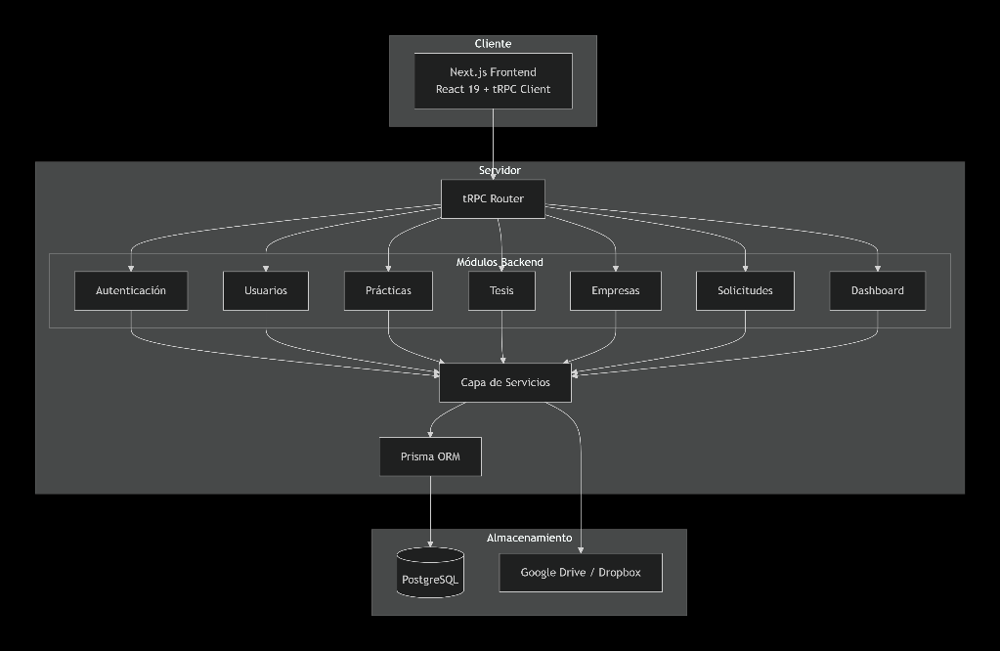 Cliente
Next.js Frontend
React 19 + tRPC Client
Servidor
tRPC Router
Módulos Backend
Autenticación
Usuarios
Prácticas
Tesis
Empresas
Solicitudes
Dashboard
Capa de Servicios
Prisma ORM
Almacenamiento
PostgreSQL
Google Drive / Dropbox